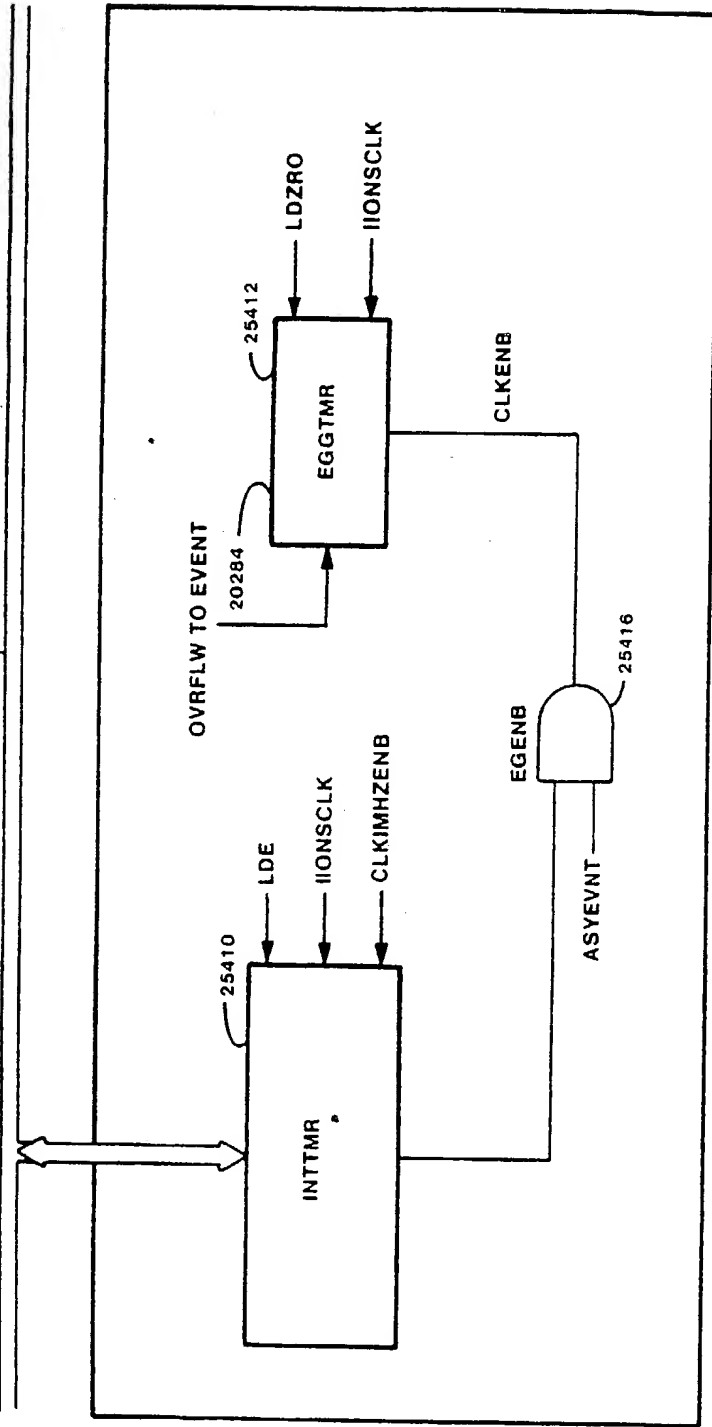 INTTMR
25410
LDE
IIONSCLK
CLKIMHZENB
OVRFLW TO EVENT
20284
25412
EGGTMR
LDZRO
IIONSCLK
CLKENB
EGENB
25416
ASYEVNT